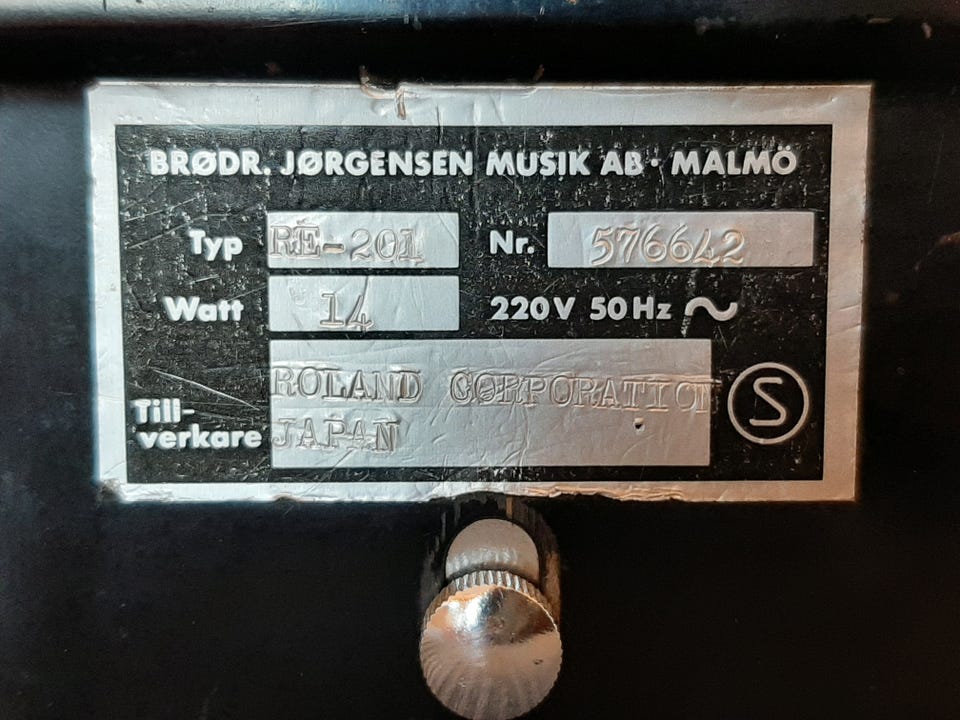 BRØDR. JØRGENSEN MUSIK AB · MALMÖ
Typ RE-201 Nr. 576642
Watt 14 220V 50Hz ~
Till-
verkare ROLAND CORPORATION
JAPAN
S